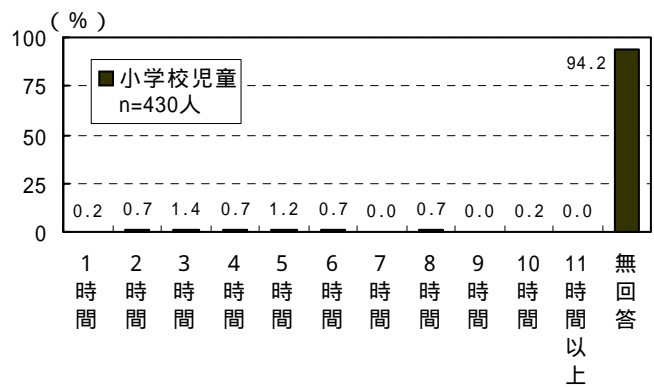 (%)
100
75
50
25
0
小学校児童
n=430人
0.2
0.7
1.4
0.7
1.2
0.7
0.0
0.7
0.0
0.2
0.0
94.2
1時間
2時間
3時間
4時間
5時間
6時間
7時間
8時間
9時間
10時間
11時間以上
無回答